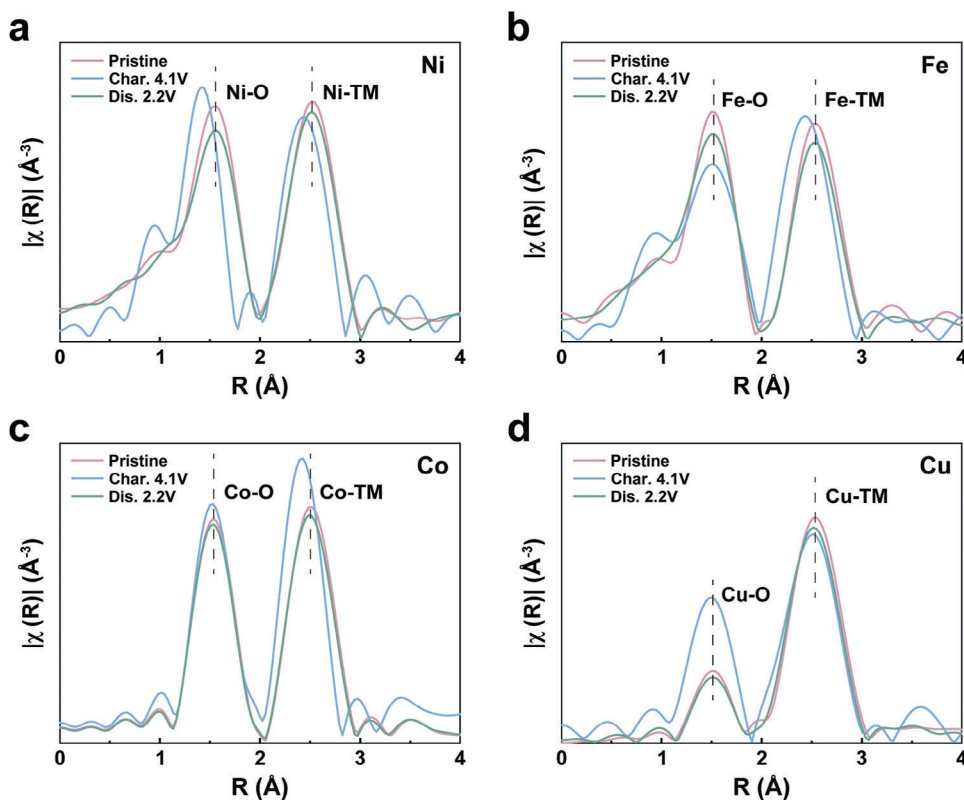 a
Pristine
Char. 4.1V
Dis. 2.2V
Ni
Ni-O
Ni-TM
|χ (R)| (Å⁻³)
0 1 2 3 4
R (Å)
b
Pristine
Char. 4.1V
Dis. 2.2V
Fe
Fe-O
Fe-TM
|χ (R)| (Å⁻³)
0 1 2 3 4
R (Å)
c
Pristine
Char. 4.1V
Dis. 2.2V
Co
Co-O
Co-TM
|χ (R)| (Å⁻³)
0 1 2 3 4
R (Å)
d
Pristine
Char. 4.1V
Dis. 2.2V
Cu
Cu-TM
Cu-O
|χ (R)| (Å⁻³)
0 1 2 3 4
R (Å)